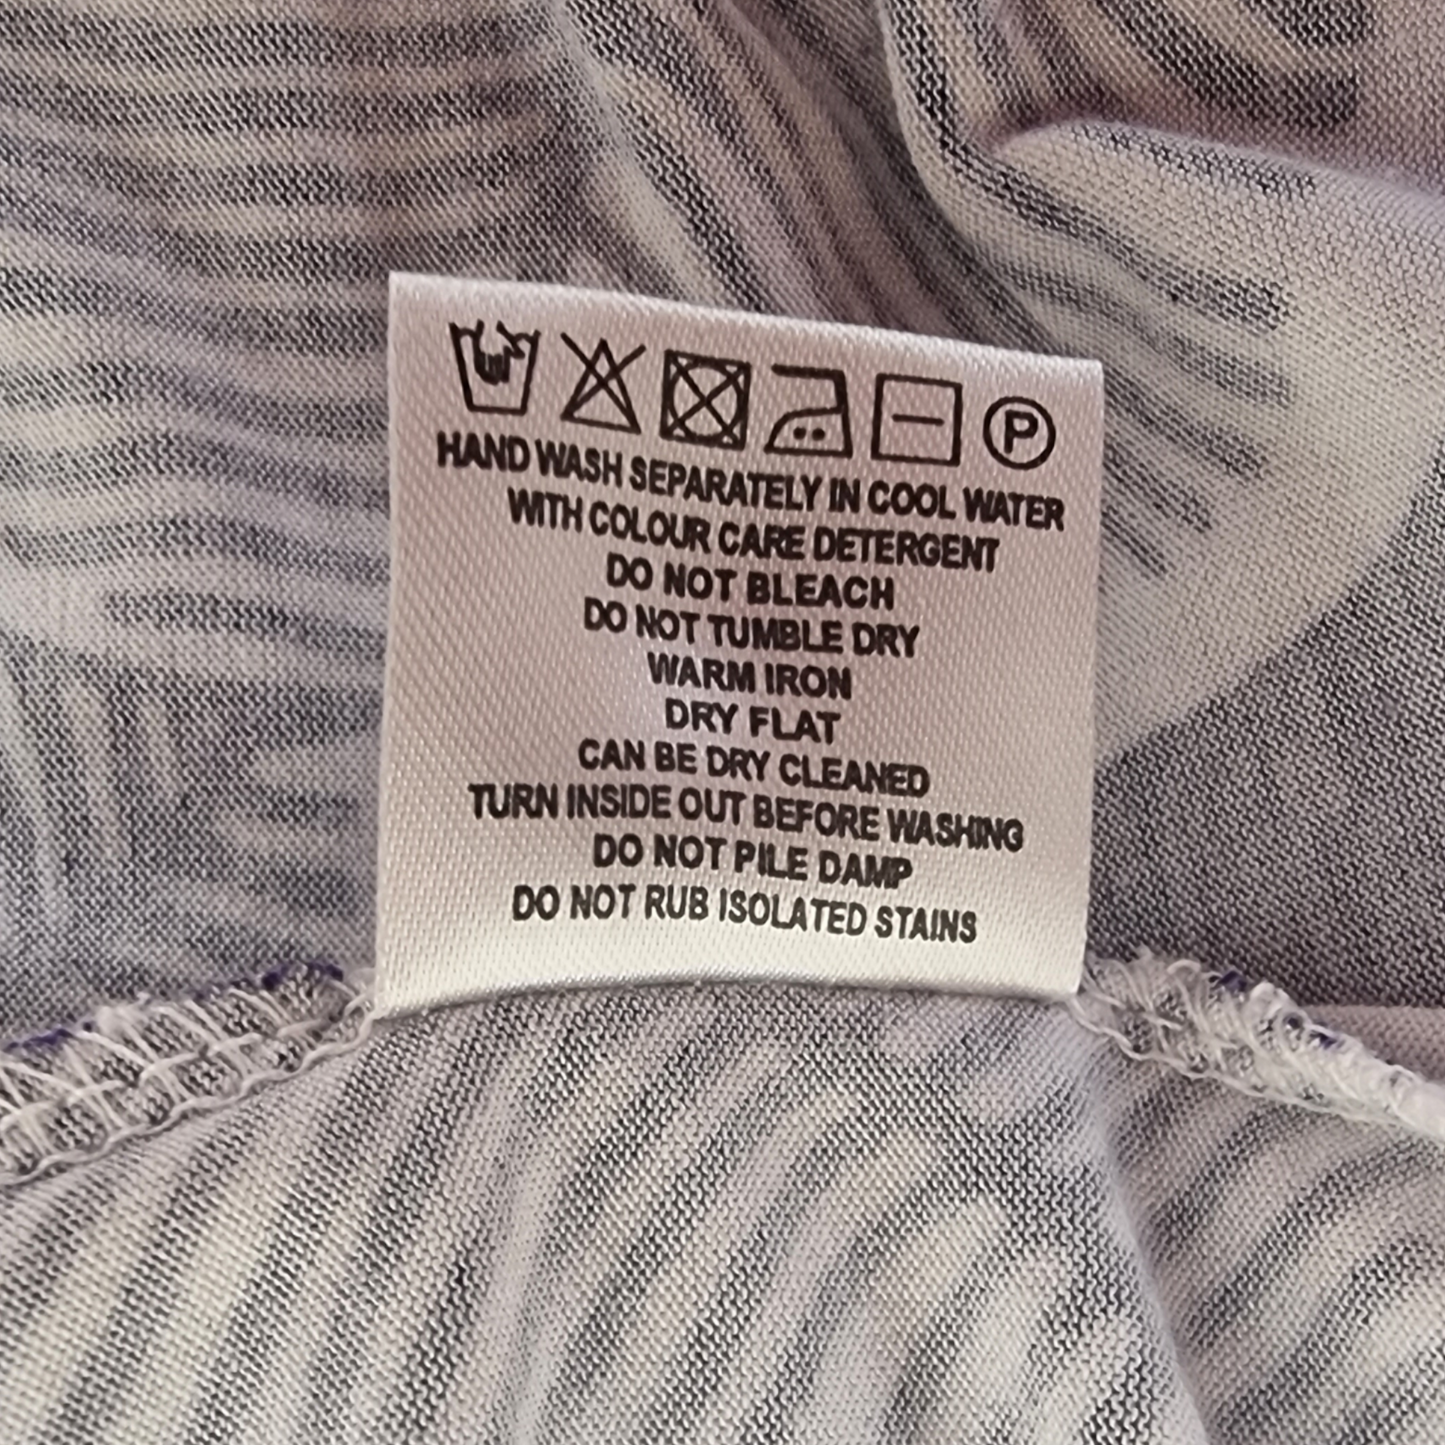 P
HAND WASH SEPARATELY IN COOL WATER
WITH COLOUR CARE DETERGENT
DO NOT BLEACH
DO NOT TUMBLE DRY
WARM IRON
DRY FLAT
CAN BE DRY CLEANED
TURN INSIDE OUT BEFORE WASHING
DO NOT PILE DAMP
DO NOT RUB ISOLATED STAINS